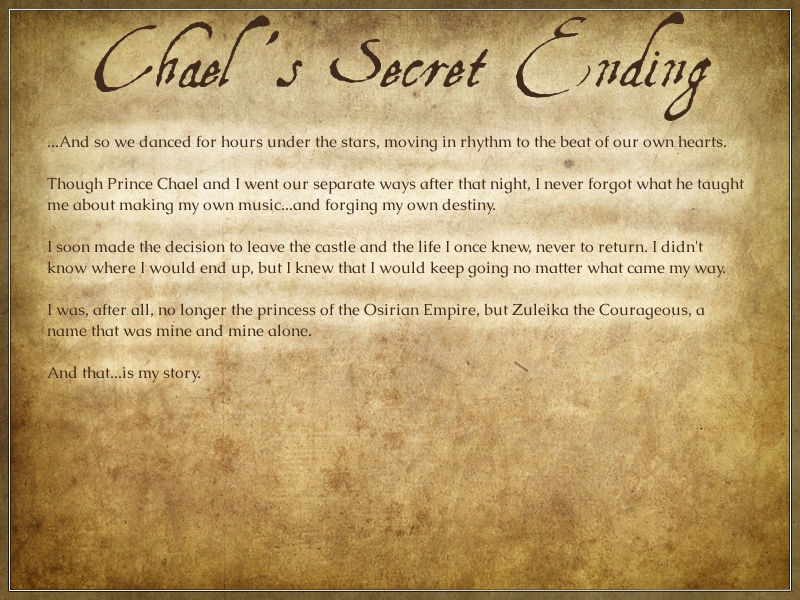 Chael's Secret Ending
...And so we danced for hours under the stars, moving in rhythm to the beat of our own hearts.
Though Prince Chael and I went our separate ways after that night, I never forgot what he taught
me about making my own music...and forging my own destiny.
I soon made the decision to leave the castle and the life I once knew, never to return. I didn't
know where I would end up, but I knew that I would keep going no matter what came my way.
I was, after all, no longer the princess of the Osirian Empire, but Zuleika the Courageous, a
name that was mine and mine alone.
And that...is my story.